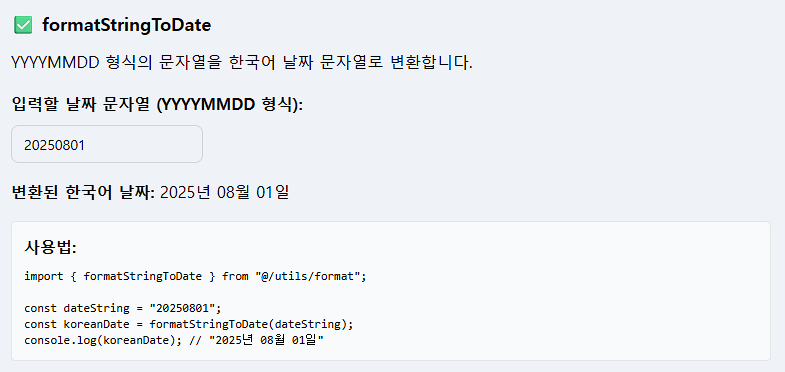 ✅ formatStringToDate
YYYYMMDD 형식의 문자열을 한국어 날짜 문자열로 변환합니다.
입력할 날짜 문자열 (YYYYMMDD 형식):
20250801
변환된 한국어 날짜: 2025년 08월 01일
사용법:
import { formatStringToDate } from "@/utils/format";

const dateString = "20250801";
const koreanDate = formatStringToDate(dateString);
console.log(koreanDate); // "2025년 08월 01일"